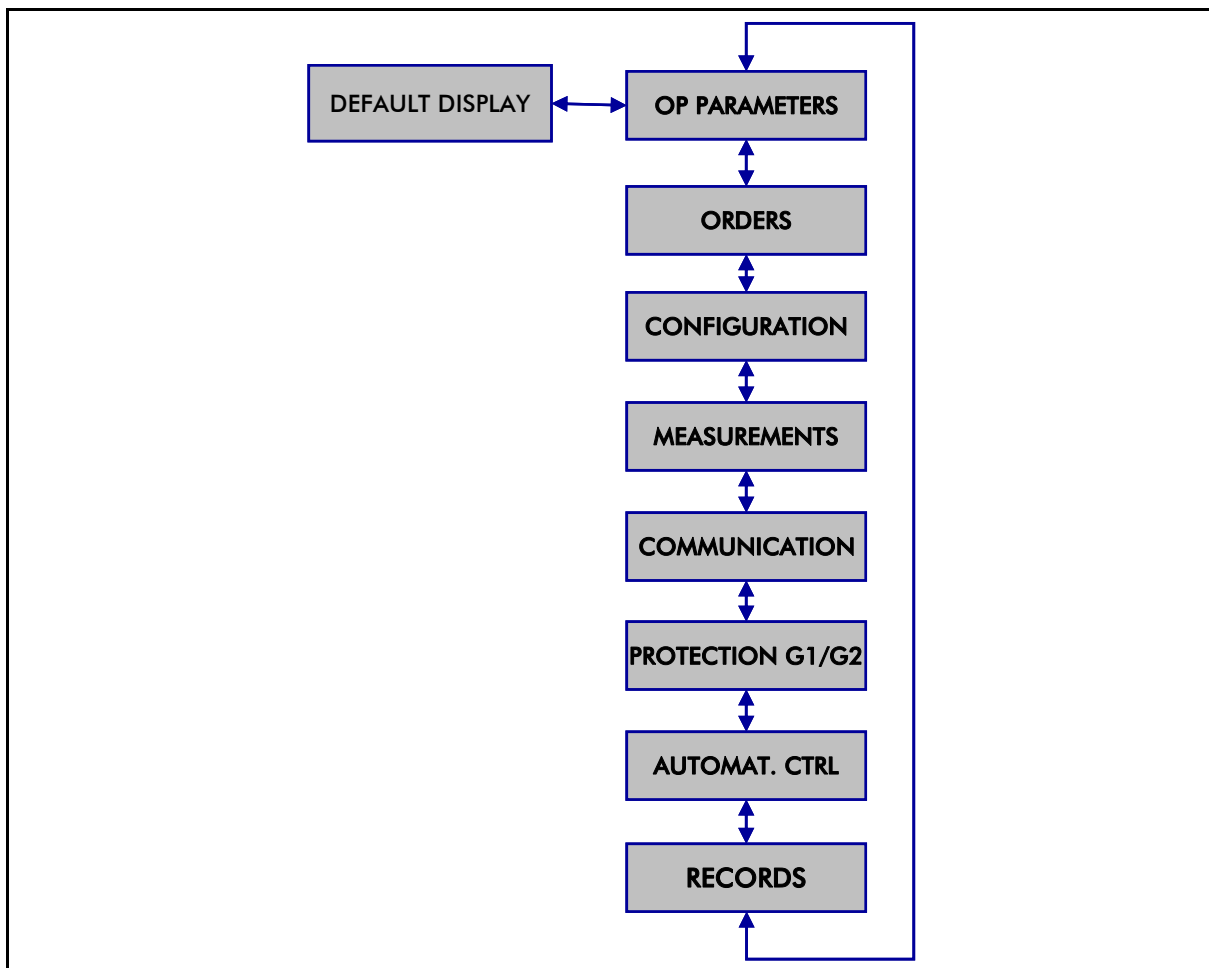 DEFAULT DISPLAY
OP PARAMETERS
ORDERS
CONFIGURATION
MEASUREMENTS
COMMUNICATION
PROTECTION G1/G2
AUTOMAT. CTRL
RECORDS